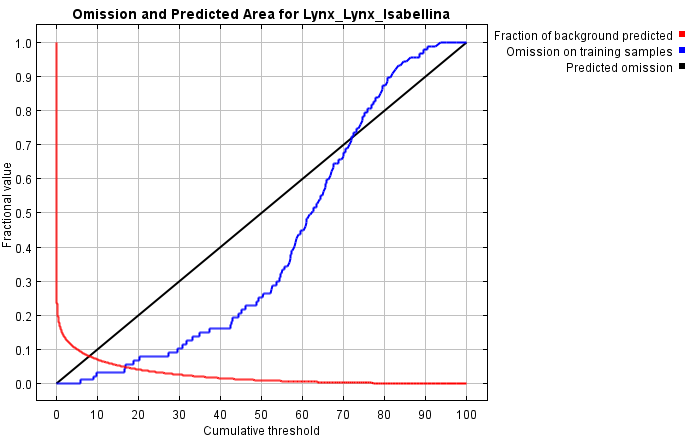 Omission and Predicted Area for Lynx_Lynx_Isabellina
Fraction of background predicted
Omission on training samples
Predicted omission
Fractional value
1.0
0.9
0.8
0.7
0.6
0.5
0.4
0.3
0.2
0.1
0.0
0 10 20 30 40 50 60 70 80 90 100
Cumulative threshold